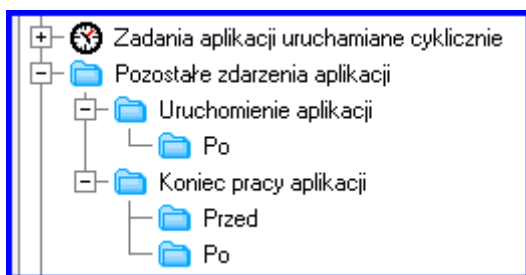 Zadania aplikacji uruchamiane cyklicznie
Pozostałe zdarzenia aplikacji
Uruchomienie aplikacji
Po
Koniec pracy aplikacji
Przed
Po